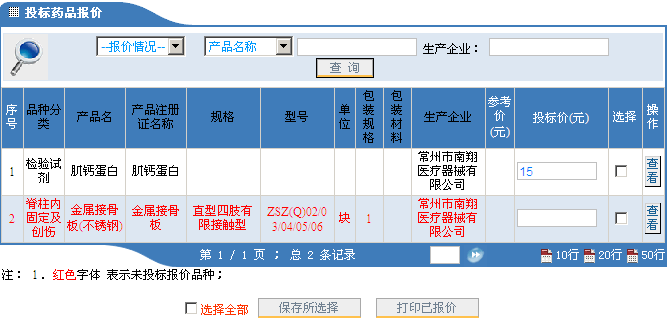 投标药品报价
--报价情况-- 产品名称 生产企业：
查 询
序号 品种分类 产品名 产品注册证名称 规格 型号 单位 包装规格 包装材料 生产企业 参考价(元) 投标价(元) 选择 操作
1 检验试剂 肌钙蛋白 肌钙蛋白 常州市南翔医疗器械有限公司 15 查看
2 脊柱内固定及创伤 金属接骨板(不锈钢) 金属接骨板 直型四肢有限接触型 ZSZ(Q)02/03/04/05/06 块 1 常州市南翔医疗器械有限公司 查看
第 1 / 1 页 ； 总 2 条记录 10行 20行 50行
注： 1．红色字体 表示未投标报价品种；
选择全部 保存所选择 打印已报价